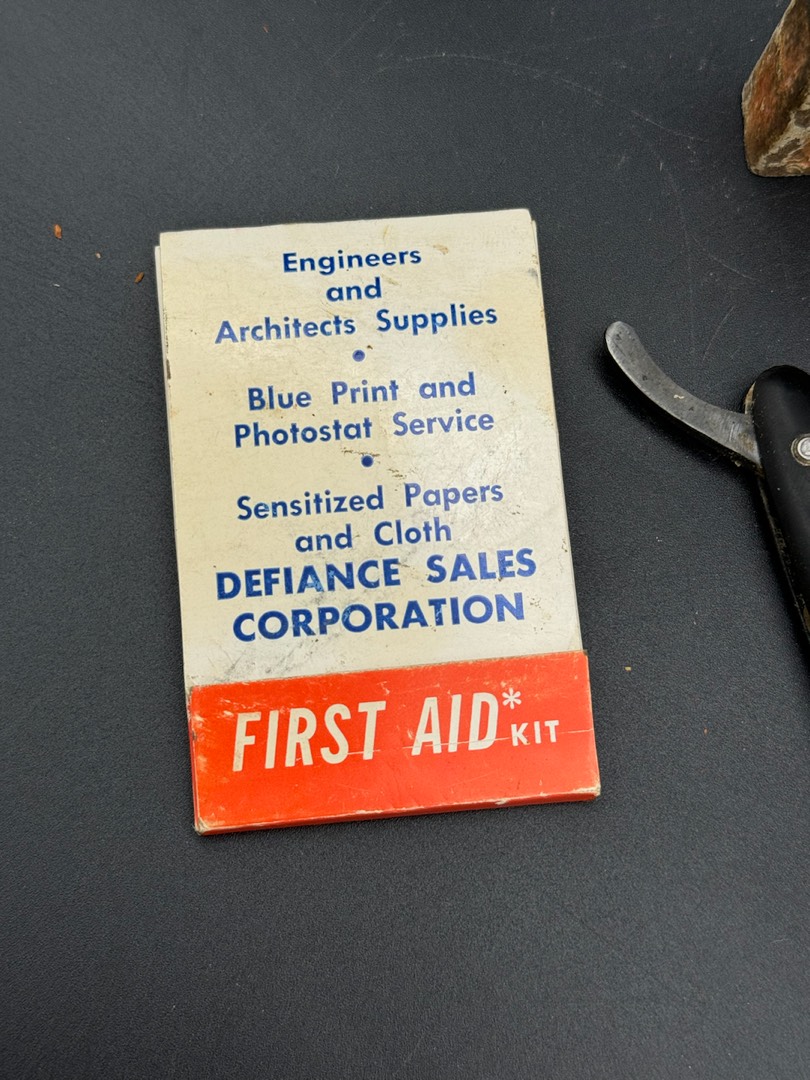 Engineers
and
Architects Supplies
•
Blue Print and
Photostat Service
•
Sensitized Papers
and Cloth
DEFIANCE SALES
CORPORATION
FIRST AID* KIT